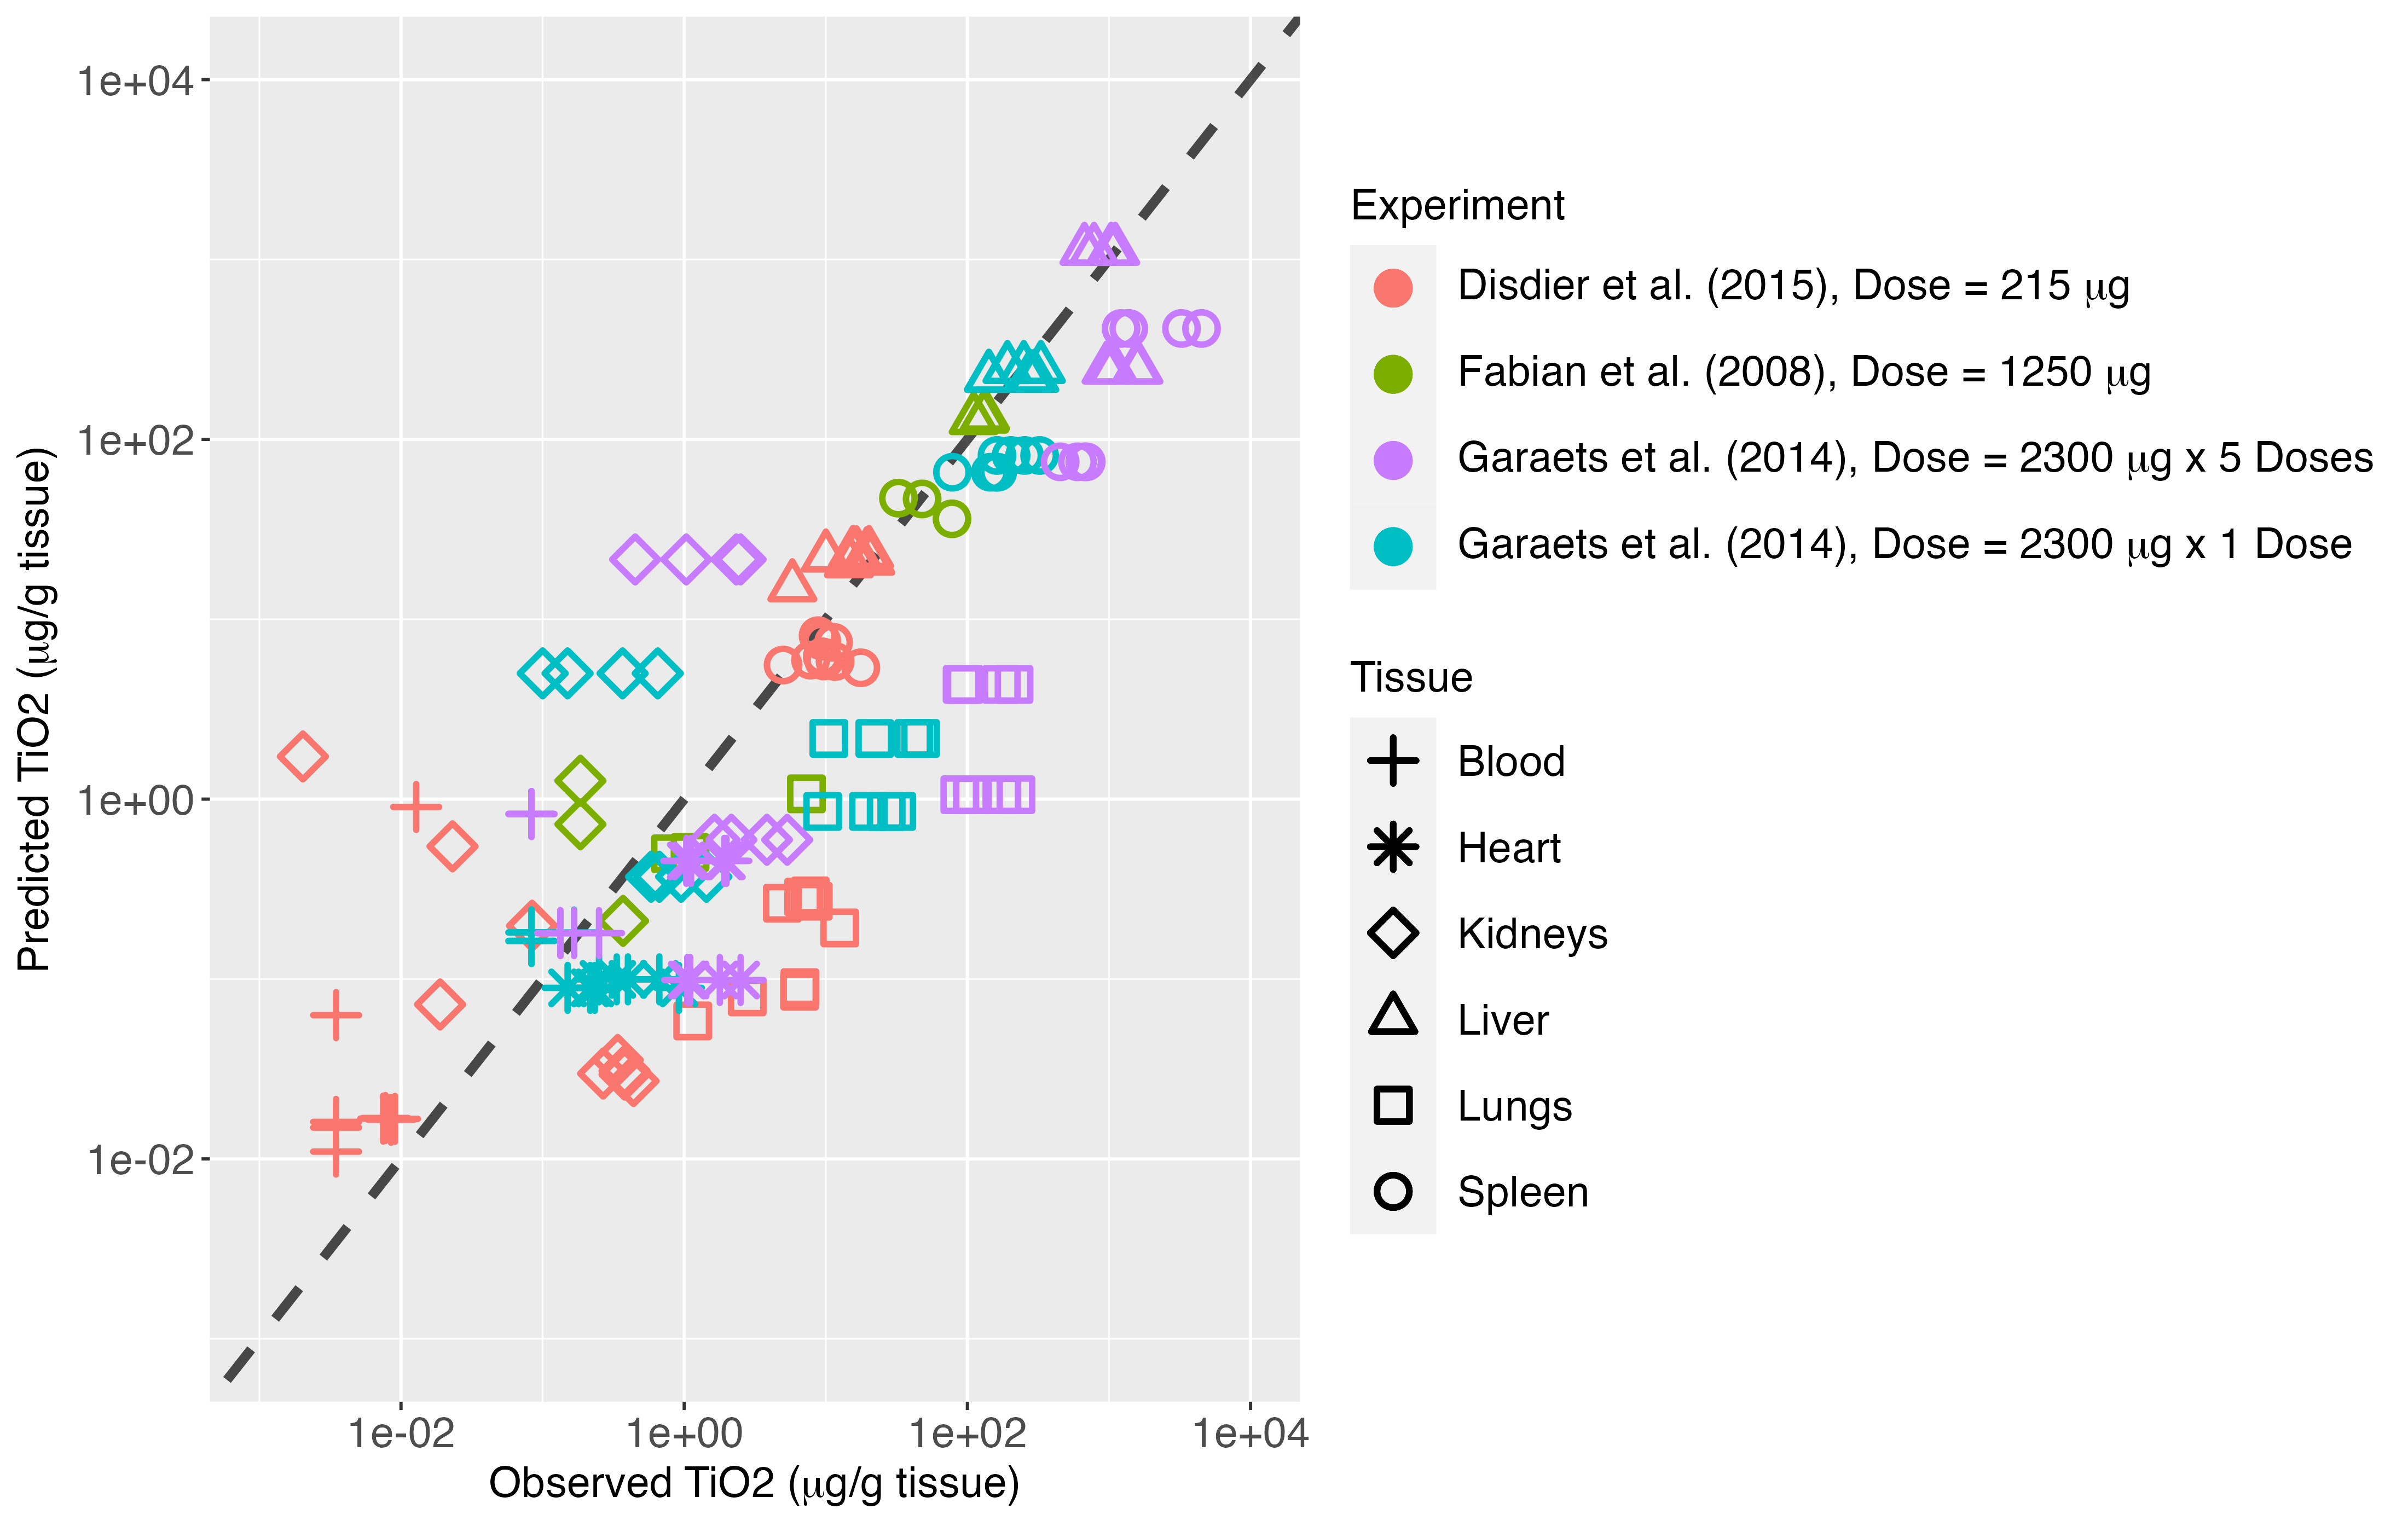 1e+04
1e+02
1e+00
1e-02
Predicted TiO2 (μg/g tissue)
1e-02 1e+00 1e+02 1e+04
Observed TiO2 (μg/g tissue)
Experiment
Disdier et al. (2015), Dose = 215 μg
Fabian et al. (2008), Dose = 1250 μg
Garaets et al. (2014), Dose = 2300 μg x 5 Doses
Garaets et al. (2014), Dose = 2300 μg x 1 Dose
Tissue
Blood
Heart
Kidneys
Liver
Lungs
Spleen